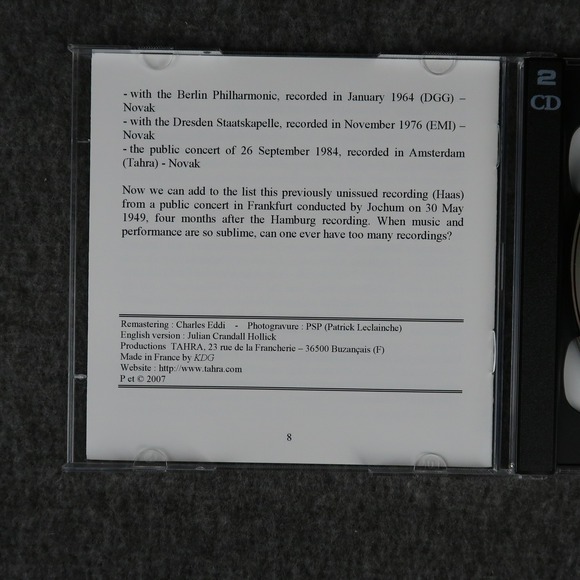 - with the Berlin Philharmonic, recorded in January 1964 (DGG) –
Novak
- with the Dresden Staatskapelle, recorded in November 1976 (EMI) –
Novak
- the public concert of 26 September 1984, recorded in Amsterdam
(Tahra) - Novak
Now we can add to the list this previously unissued recording (Haas)
from a public concert in Frankfurt conducted by Jochum on 30 May
1949, four months after the Hamburg recording. When music and
performance are so sublime, can one ever have too many recordings?
Remastering : Charles Eddi - Photogravure : PSP (Patrick Leclainche)
English version : Julian Crandall Hollick
Productions TAHRA, 23 rue de la Francherie – 36500 Buzançais (F)
Made in France by KDG
Website : http://www.tahra.com
P et © 2007
8
2
CD